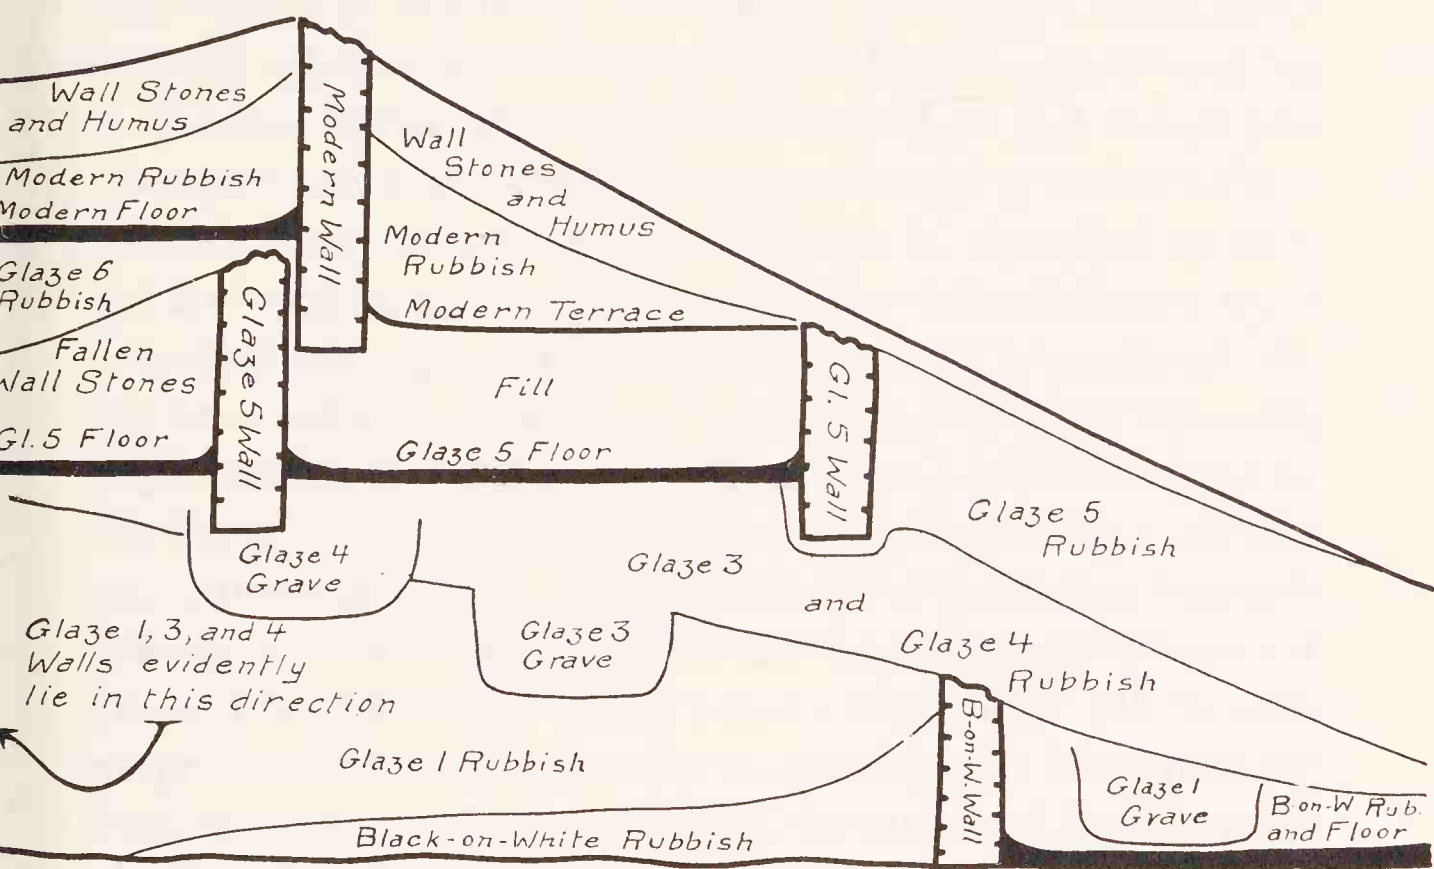 Wall Stones
and Humus
Modern Rubbish
Modern Floor
Modern Wall
Wall
Stones
and
Humus
Modern
Rubbish
Modern Terrace
Glaze 6
Rubbish
Fallen
Wall Stones
Gl. 5 Floor
Glaze 5 Wall
Fill
Glaze 5 Floor
Gl. 5 Wall
Glaze 5
Rubbish
Glaze 4
Grave
Glaze 3
and
Glaze 4
Rubbish
Glaze 3
Grave
Glaze 1, 3, and 4
Walls evidently
lie in this direction
Glaze 1 Rubbish
Black-on-White Rubbish
B-on-W. Wall
Glaze 1
Grave
B-on-W Rub.
and Floor